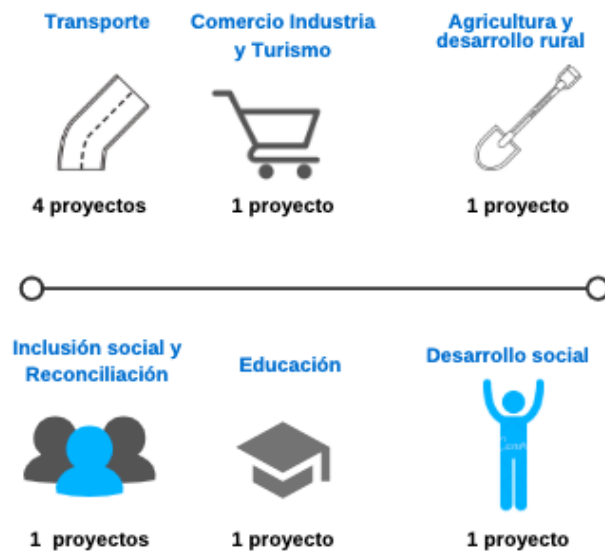 Transporte
Comercio Industria
y Turismo
Agricultura y
desarrollo rural
4 proyectos
1 proyecto
1 proyecto
Inclusión social y
Reconciliación
Educación
Desarrollo social
1 proyectos
1 proyecto
1 proyecto